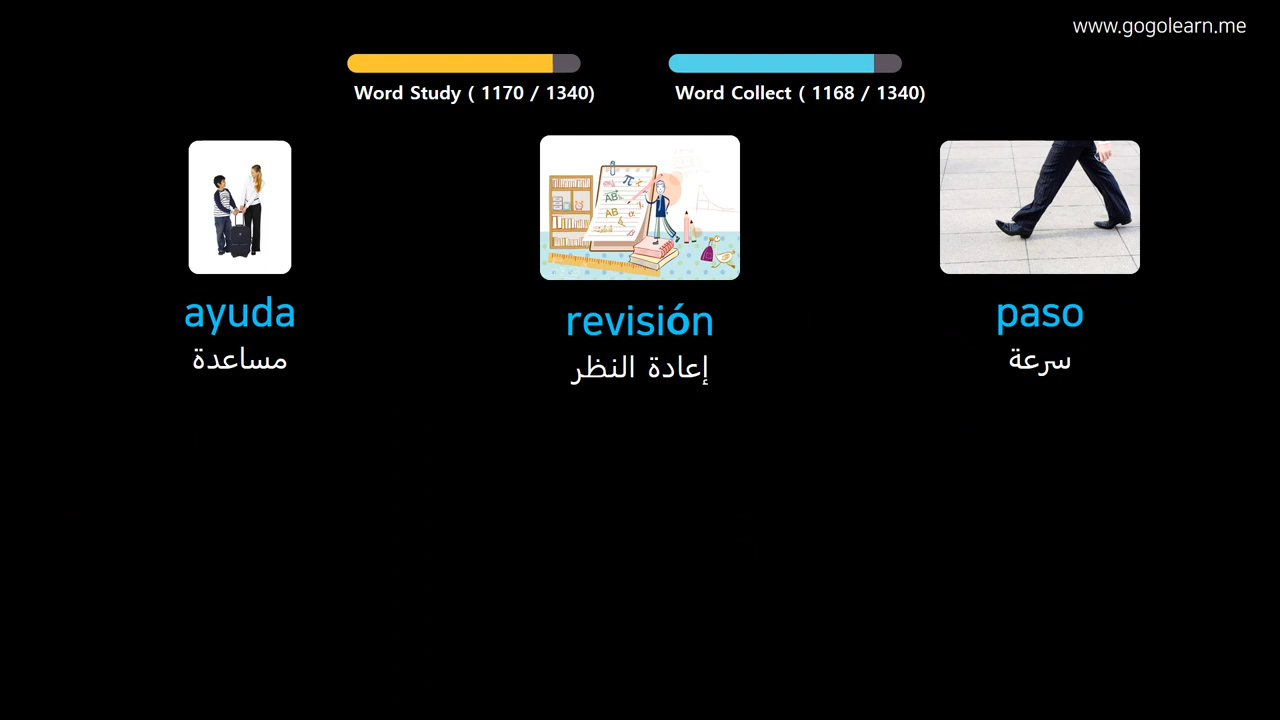 www.gogolearn.me
Word Study ( 1170 / 1340)
Word Collect ( 1168 / 1340)
ayuda
مساعدة
revisión
إعادة النظر
paso
سرعة